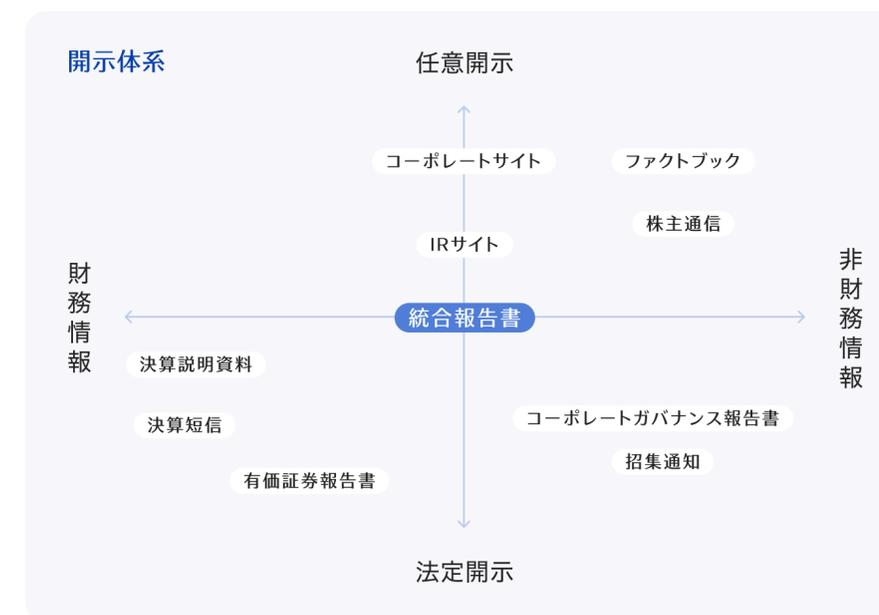 開示体系
任意開示
コーポレートサイト
ファクトブック
株主通信
IRサイト
財務情報
非財務情報
統合報告書
決算説明資料
決算短信
コーポレートガバナンス報告書
招集通知
有価証券報告書
法定開示